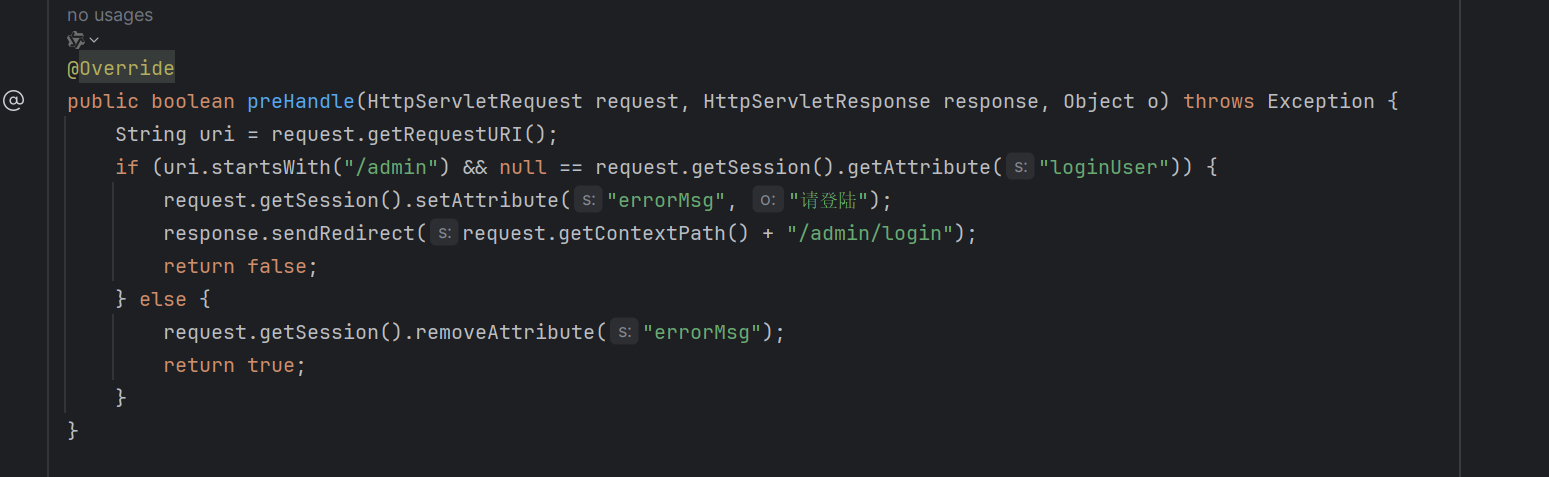 no usages
@Override
@
public boolean preHandle(HttpServletRequest request, HttpServletResponse response, Object o) throws Exception {
String uri = request.getRequestURI();
if (uri.startsWith("/admin") && null == request.getSession().getAttribute( s: "loginUser")) {
request.getSession().setAttribute( s: "errorMsg", o: "请登陆");
response.sendRedirect( s: request.getContextPath() + "/admin/login");
return false;
} else {
request.getSession().removeAttribute( s: "errorMsg");
return true;
}
}